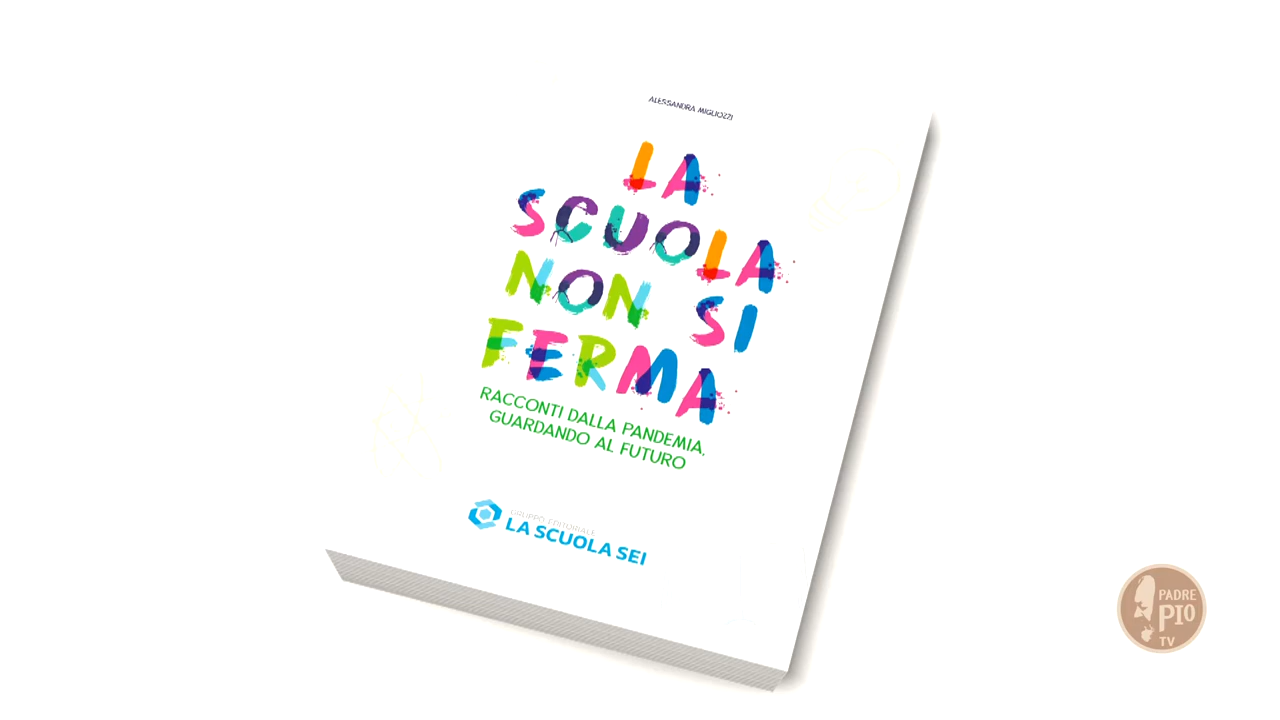 ALESSANDRA MIGLIOZZI
LA
SCUOLA
NON SI
FERMA
RACCONTI DALLA PANDEMIA,
GUARDANDO AL FUTURO
GRUPPO EDITORIALE
LA SCUOLA SEI
PADRE
PIO
TV